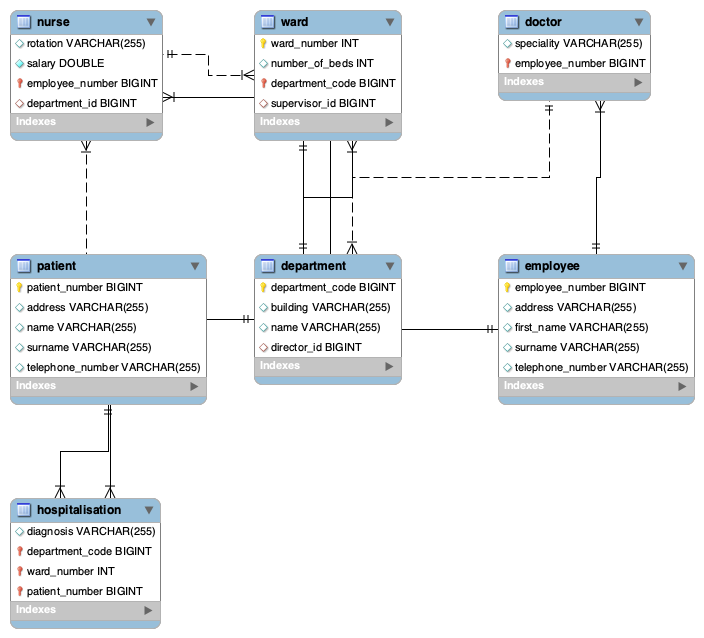 nurse
rotation VARCHAR(255)
salary DOUBLE
employee_number BIGINT
department_id BIGINT
Indexes
ward
ward_number INT
number_of_beds INT
department_code BIGINT
supervisor_id BIGINT
Indexes
doctor
speciality VARCHAR(255)
employee_number BIGINT
Indexes
patient
patient_number BIGINT
address VARCHAR(255)
name VARCHAR(255)
surname VARCHAR(255)
telephone_number VARCHAR(255)
Indexes
department
department_code BIGINT
building VARCHAR(255)
name VARCHAR(255)
director_id BIGINT
Indexes
employee
employee_number BIGINT
address VARCHAR(255)
first_name VARCHAR(255)
surname VARCHAR(255)
telephone_number VARCHAR(255)
Indexes
hospitalisation
diagnosis VARCHAR(255)
department_code BIGINT
ward_number INT
patient_number BIGINT
Indexes